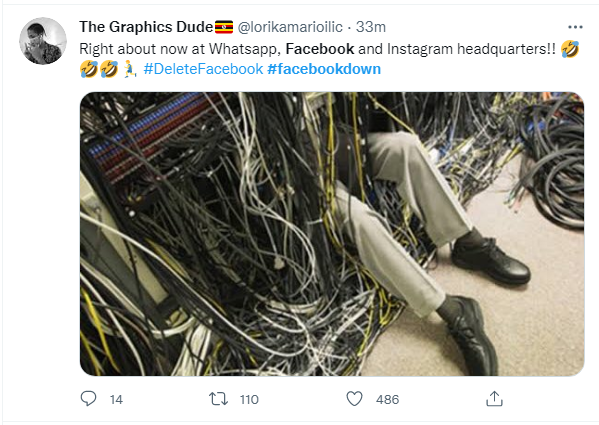 The Graphics Dude🇺🇬 @lorikamarioilic · 33m
Right about now at Whatsapp, Facebook and Instagram headquarters!! 🤣
🤣🤣🏃‍♂️ #DeleteFacebook #facebookdown
14 110 486